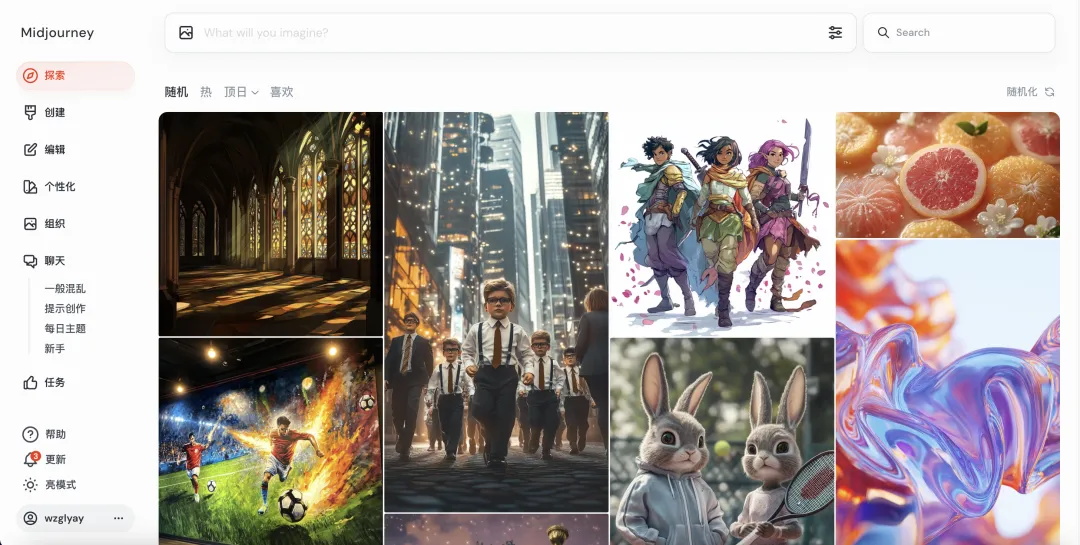 Midjourney
What will you imagine?
Search
探索
创建
编辑
个性化
组织
聊天
一般混乱
提示创作
每日主题
新手
任务
帮助
3
更新
亮模式
wzglyay
随机 热 顶日 喜欢
随机化